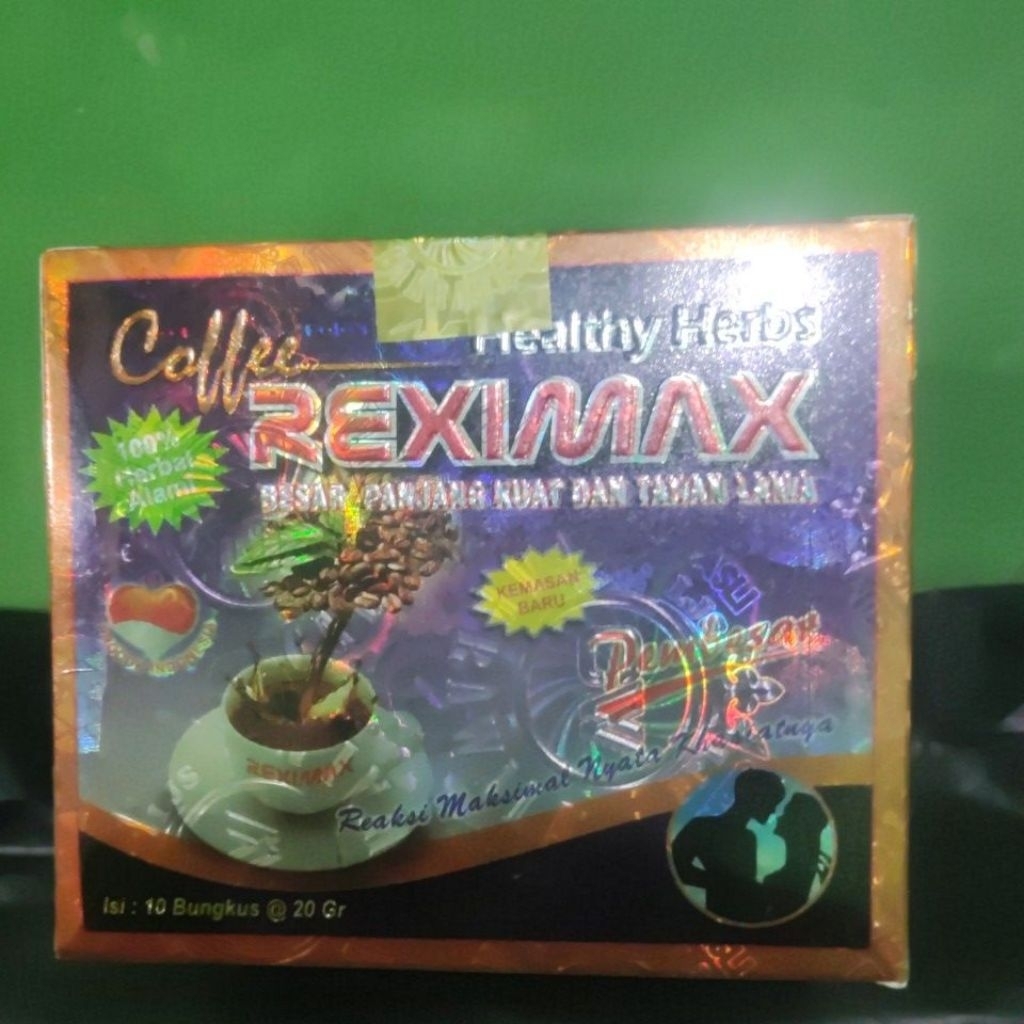 Coffee
Healthy Herbs
REXIMAX
BESAR, PANJANG KUAT DAN TAHAN LAMA
100%
Herbal
Alami
KEMASAN
BARU
REXIMAX
Reaksi Maksimal Nyata Khasiatnya
Isi : 10 Bungkus @ 20 Gr